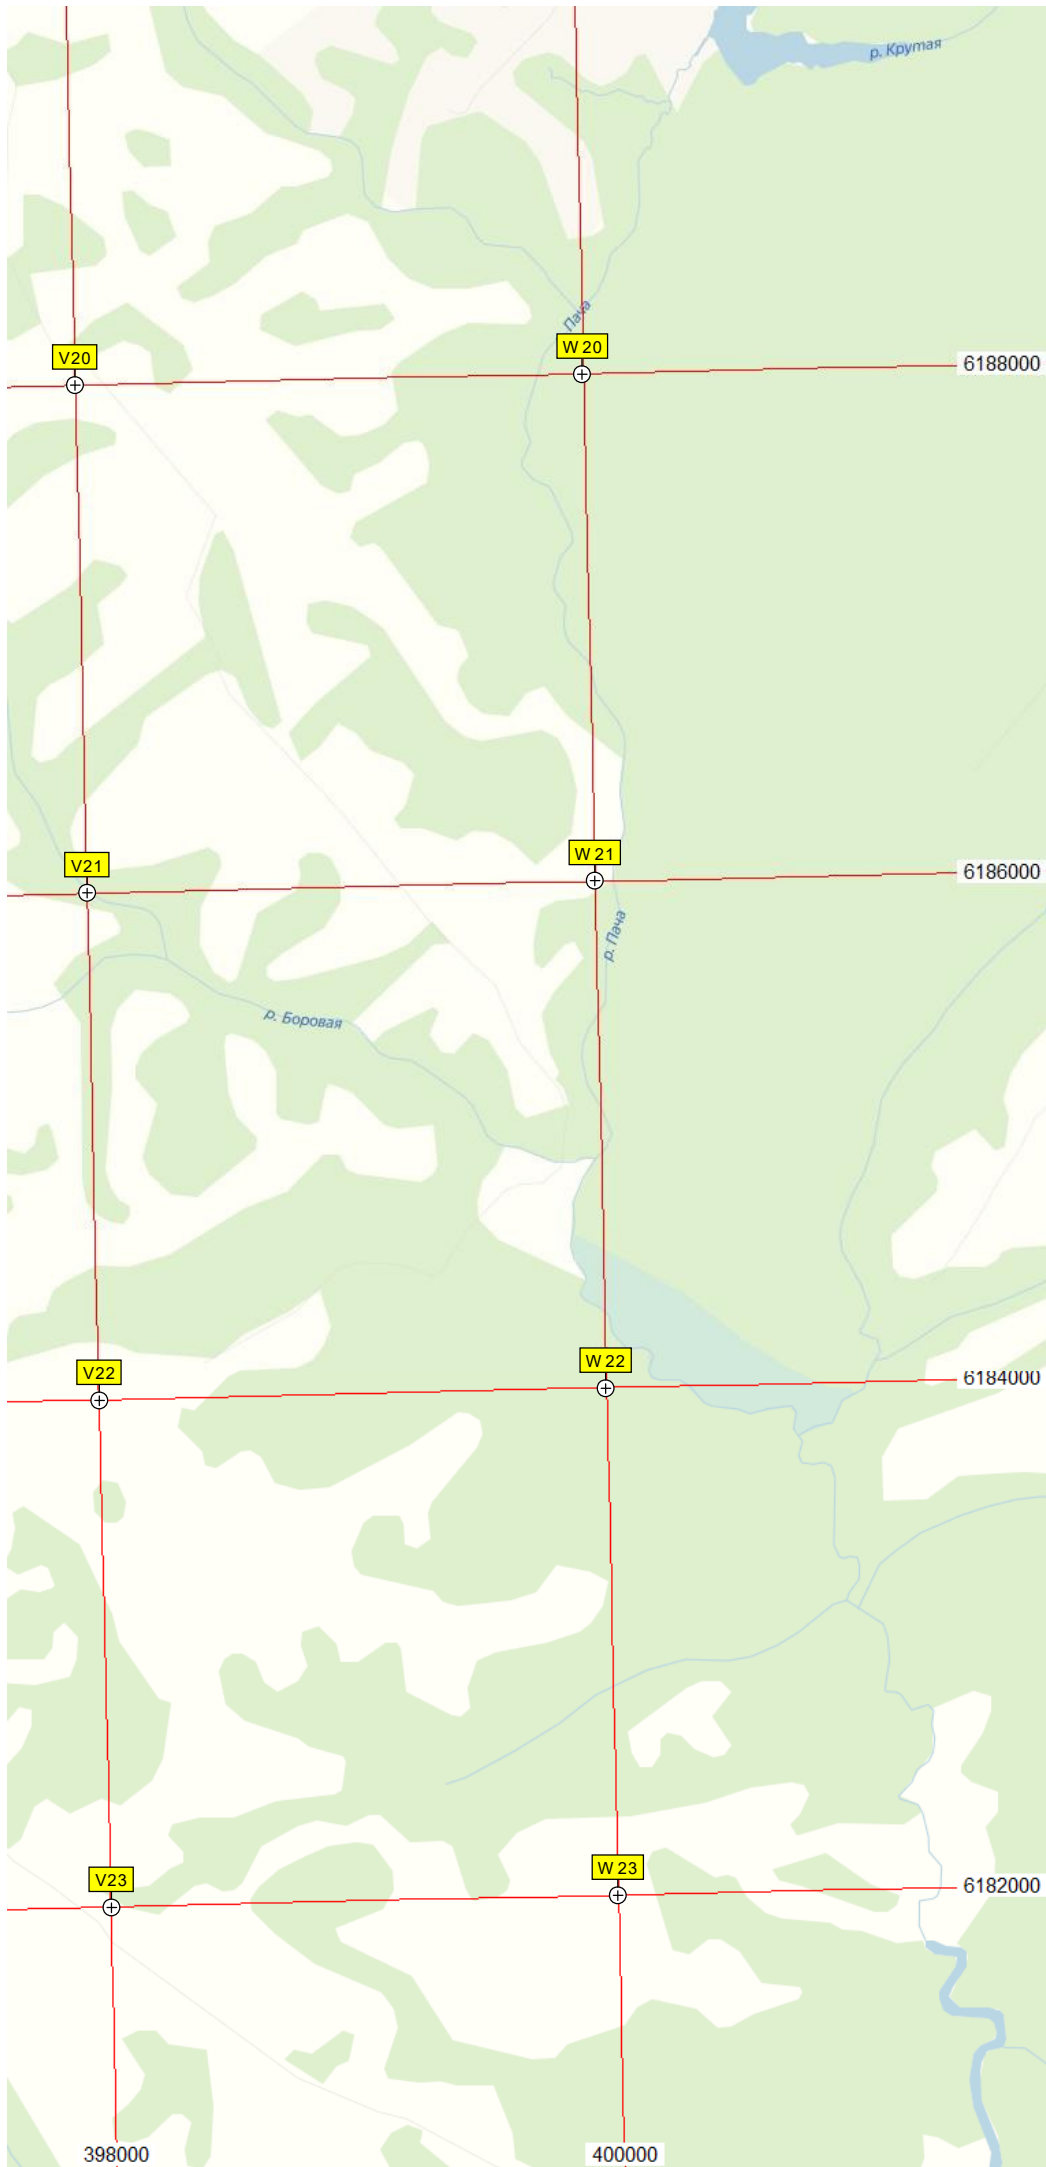 р. Крутая
Пача
V20
W 20
6188000
V21
W 21
6186000
р. Пача
р. Боровая
V22
W 22
6184000
V23
W 23
6182000
398000
400000